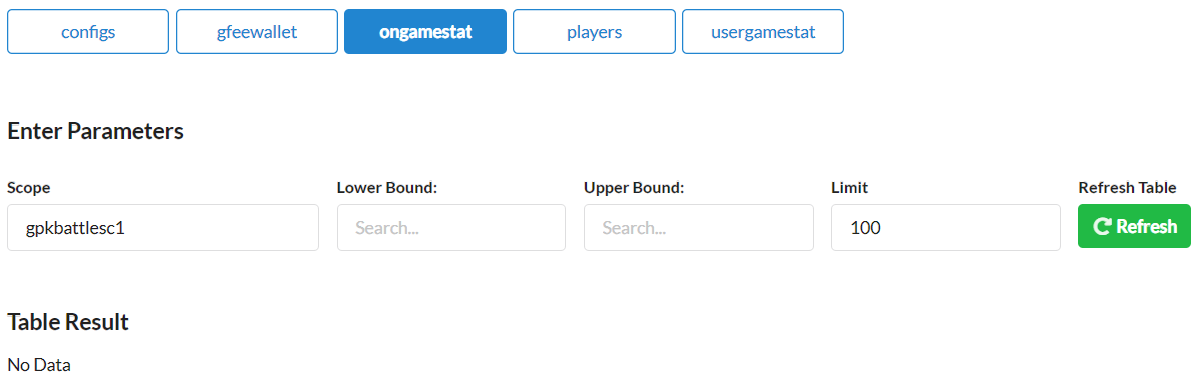 configs gfeewallet ongamestat players usergamestat
Enter Parameters
Scope Lower Bound: Upper Bound: Limit Refresh Table
gpkbattlesc1 Search... Search... 100 Refresh
Table Result
No Data